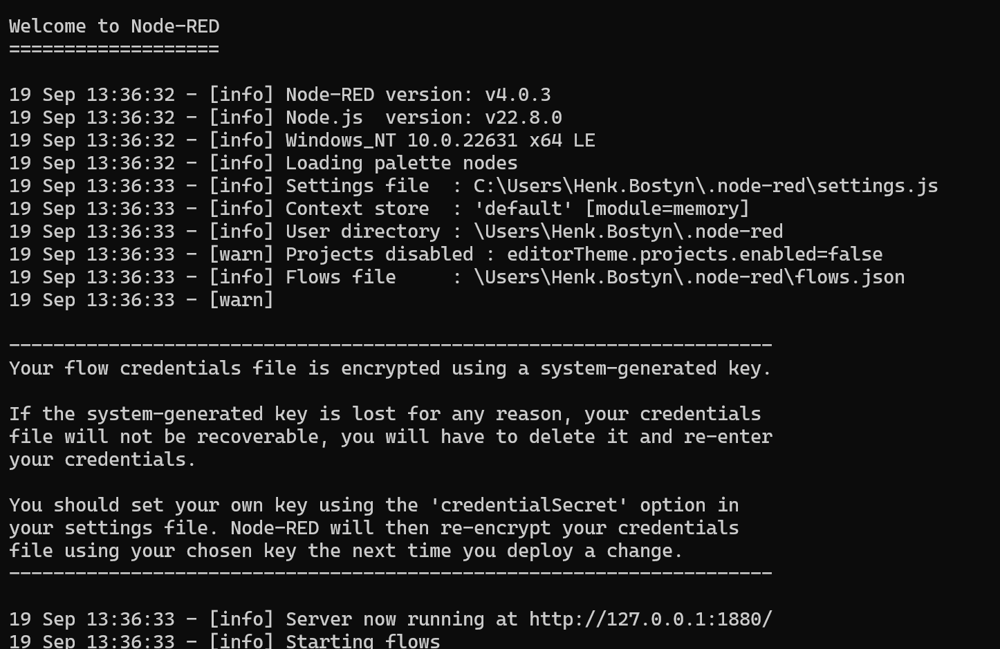 Welcome to Node-RED
===================
19 Sep 13:36:32 - [info] Node-RED version: v4.0.3
19 Sep 13:36:32 - [info] Node.js  version: v22.8.0
19 Sep 13:36:32 - [info] Windows_NT 10.0.22631 x64 LE
19 Sep 13:36:32 - [info] Loading palette nodes
19 Sep 13:36:33 - [info] Settings file  : C:\Users\Henk.Bostyn\.node-red\settings.js
19 Sep 13:36:33 - [info] Context store  : 'default' [module=memory]
19 Sep 13:36:33 - [info] User directory : \Users\Henk.Bostyn\.node-red
19 Sep 13:36:33 - [warn] Projects disabled : editorTheme.projects.enabled=false
19 Sep 13:36:33 - [info] Flows file     : \Users\Henk.Bostyn\.node-red\flows.json
19 Sep 13:36:33 - [warn]
---------------------------------------------------------------------
Your flow credentials file is encrypted using a system-generated key.
If the system-generated key is lost for any reason, your credentials
file will not be recoverable, you will have to delete it and re-enter
your credentials.
You should set your own key using the 'credentialSecret' option in
your settings file. Node-RED will then re-encrypt your credentials
file using your chosen key the next time you deploy a change.
---------------------------------------------------------------------
19 Sep 13:36:33 - [info] Server now running at http://127.0.0.1:1880/
19 Sep 13:36:33 - [info] Starting flows